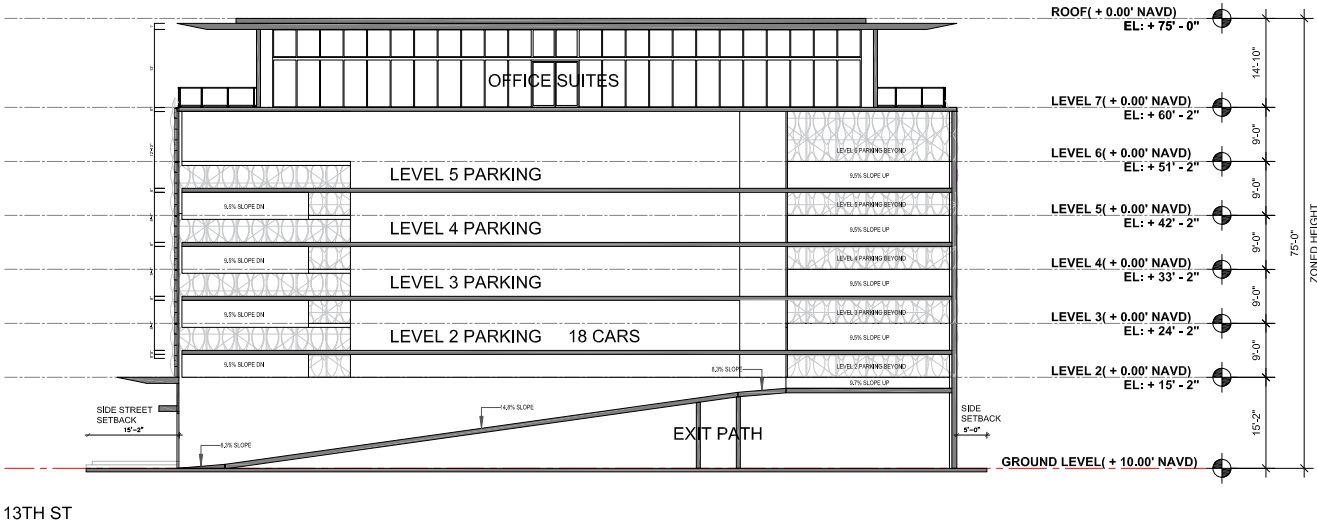 ROOF( + 0.00' NAVD)
EL: + 75' - 0"
14'-10"
OFFICE SUITES
LEVEL 7( + 0.00' NAVD)
EL: + 60' - 2"
9'-0"
LEVEL 6 PARKING BEYOND
LEVEL 6( + 0.00' NAVD)
EL: + 51' - 2"
LEVEL 5 PARKING
9.5% SLOPE UP
9'-0"
9.5% SLOPE DN
LEVEL 5 PARKING BEYOND
LEVEL 5( + 0.00' NAVD)
EL: + 42' - 2"
LEVEL 4 PARKING
9.5% SLOPE UP
9'-0"
75'-0"
ZONED HEIGHT
9.5% SLOPE DN
LEVEL 4 PARKING BEYOND
LEVEL 4( + 0.00' NAVD)
EL: + 33' - 2"
LEVEL 3 PARKING
9.5% SLOPE UP
9'-0"
9.5% SLOPE DN
LEVEL 3 PARKING BEYOND
LEVEL 3( + 0.00' NAVD)
EL: + 24' - 2"
LEVEL 2 PARKING 18 CARS
9.5% SLOPE UP
9'-0"
9.5% SLOPE DN
LEVEL 2 PARKING BEYOND
8.3% SLOPE
9.7% SLOPE UP
LEVEL 2( + 0.00' NAVD)
EL: + 15' - 2"
SIDE STREET
SETBACK
15'-2"
14.8% SLOPE
8.3% SLOPE
EXIT PATH
SIDE
SETBACK
5'-0"
15'-2"
GROUND LEVEL( + 10.00' NAVD)
13TH ST